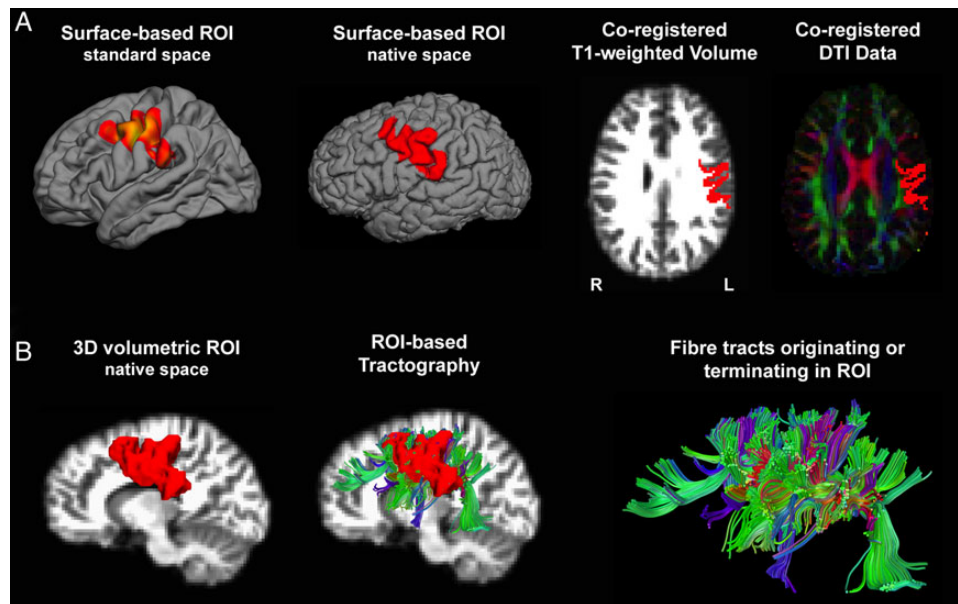 A
Surface-based ROI
standard space
Surface-based ROI
native space
Co-registered
T1-weighted Volume
Co-registered
DTI Data
R
L
B
3D volumetric ROI
native space
ROI-based
Tractography
Fibre tracts originating or
terminating in ROI